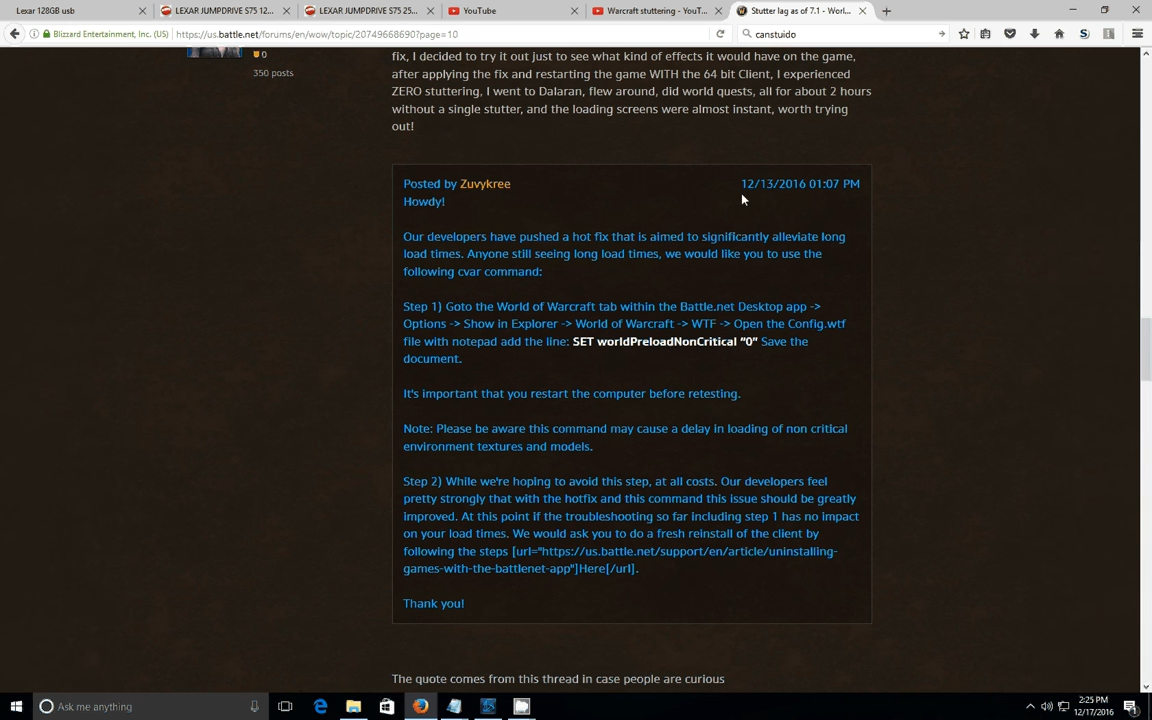 Lexar 128GB usb
LEXAR JUMPDRIVE S75 12...
LEXAR JUMPDRIVE S75 25...
YouTube
Warcraft stuttering - YouT...
Stutter lag as of 7.1 - Worl...
Blizzard Entertainment, Inc. (US)
https://us.battle.net/forums/en/wow/topic/20749668690?page=10
canstuido
0
350 posts
fix, I decided to try it out just to see what kind of effects it would have on the game,
after applying the fix and restarting the game WITH the 64 bit Client, I experienced
ZERO stuttering, I went to Dalaran, flew around, did world quests, all for about 2 hours
without a single stutter, and the loading screens were almost instant, worth trying
out!
Posted by Zuvykree 12/13/2016 01:07 PM
Howdy!
Our developers have pushed a hot fix that is aimed to significantly alleviate long
load times. Anyone still seeing long load times, we would like you to use the
following cvar command:
Step 1) Goto the World of Warcraft tab within the Battle.net Desktop app ->
Options -> Show in Explorer -> World of Warcraft -> WTF -> Open the Config.wtf
file with notepad add the line: SET worldPreloadNonCritical “0” Save the
document.
It's important that you restart the computer before retesting.
Note: Please be aware this command may cause a delay in loading of non critical
environment textures and models.
Step 2) While we're hoping to avoid this step, at all costs. Our developers feel
pretty strongly that with the hotfix and this command this issue should be greatly
improved. At this point if the troubleshooting so far including step 1 has no impact
on your load times. We would ask you to do a fresh reinstall of the client by
following the steps [url="https://us.battle.net/support/en/article/uninstalling-
games-with-the-battlenet-app"]Here[/url].
Thank you!
The quote comes from this thread in case people are curious
Ask me anything
2:25 PM
12/17/2016